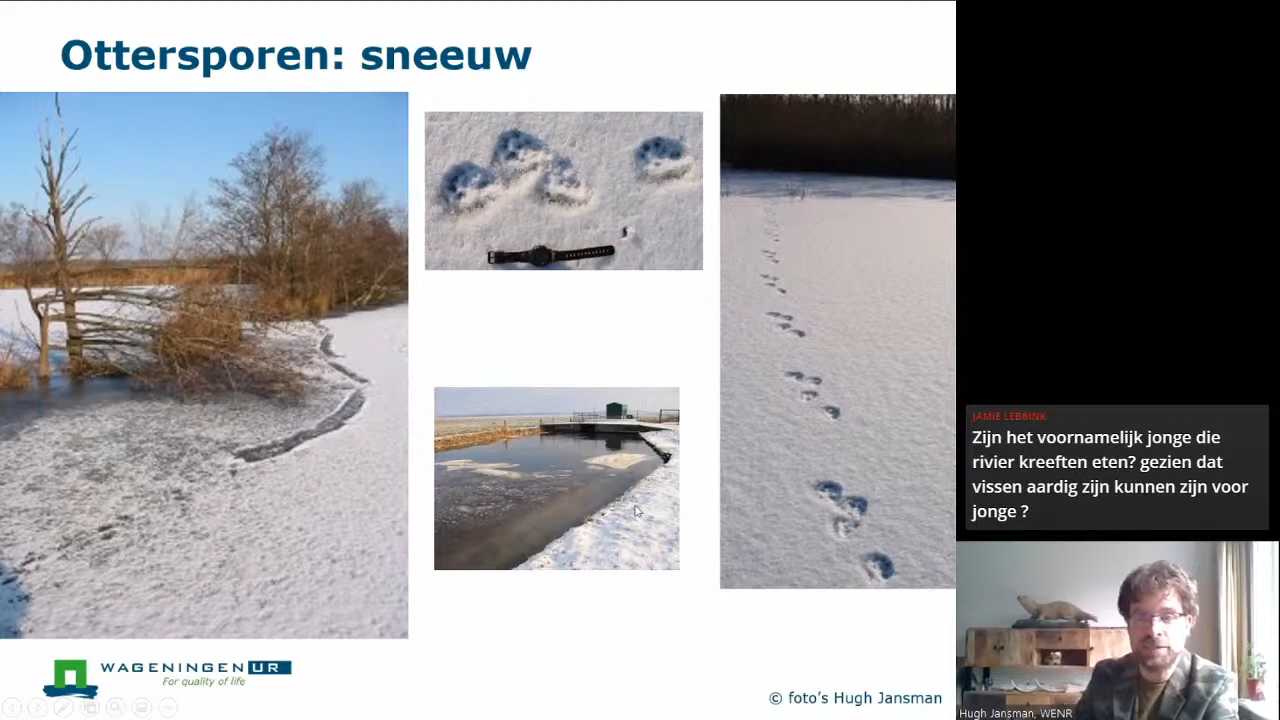 Ottersporen: sneeuw
JAMIE LEBBINK
Zijn het voornamelijk jonge die
rivier kreeften eten? gezien dat
vissen aardig zijn kunnen zijn voor
jonge ?
WAGENINGEN UR
For quality of life
© foto's Hugh Jansman
Hugh Jansman, WENR